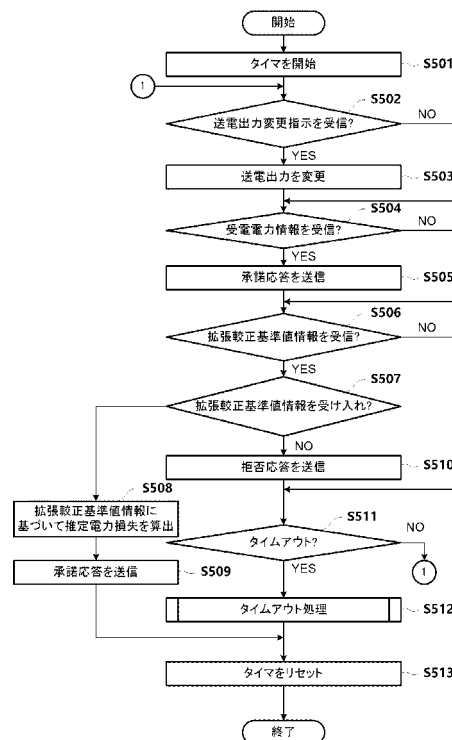 開始
タイマを開始
S501
1
S502
送電出力変更指示を受信?
NO
YES
送電出力を変更
S503
S504
受電電力情報を受信?
NO
YES
承諾応答を送信
S505
S506
拡張較正基準値情報を受信?
NO
YES
S507
拡張較正基準値情報を受け入れ?
NO
拒否応答を送信
S510
S508
拡張較正基準値情報に
基づいて推定電力損失を算出
S511
タイムアウト?
NO
1
承諾応答を送信
S509
YES
タイムアウト処理
S512
タイマをリセット
S513
終了